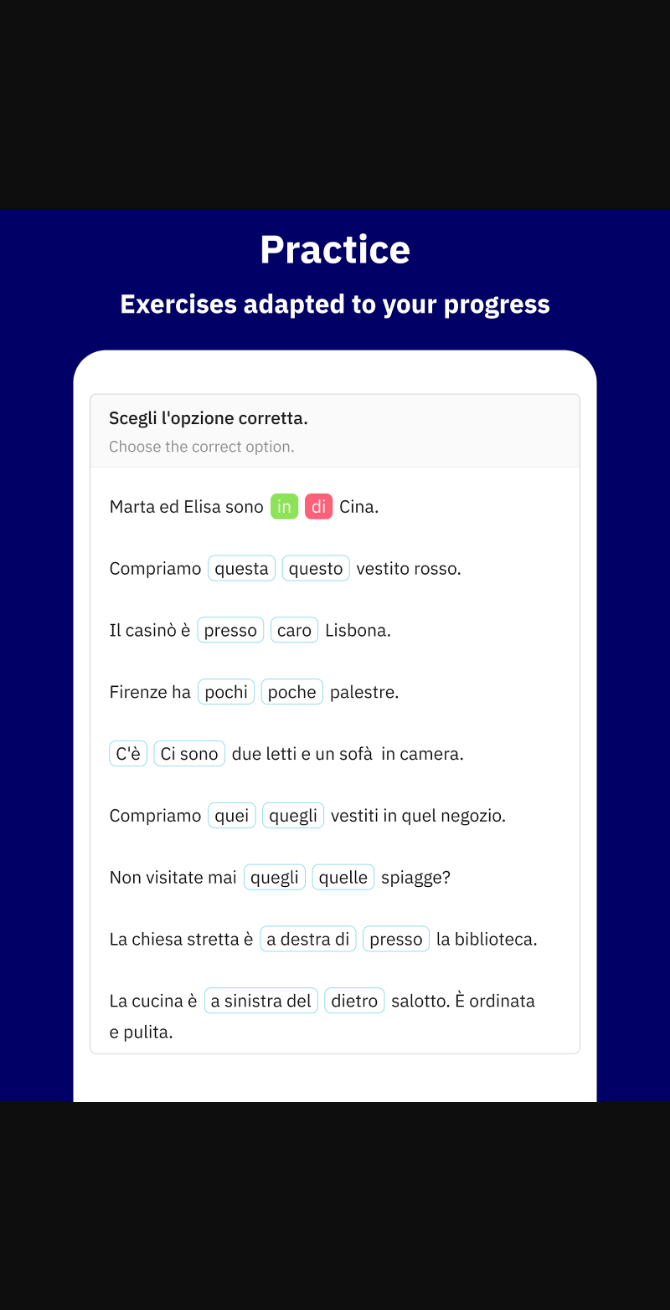 Practice
Exercises adapted to your progress
Scegli l'opzione corretta.
Choose the correct option.
Marta ed Elisa sono in di Cina.
Compriamo questa questo vestito rosso.
Il casinò è presso caro Lisbona.
Firenze ha pochi poche palestre.
C'è Ci sono due letti e un sofà in camera.
Compriamo quei quegli vestiti in quel negozio.
Non visitate mai quegli quelle spiagge?
La chiesa stretta è a destra di presso la biblioteca.
La cucina è a sinistra del dietro salotto. È ordinata
e pulita.